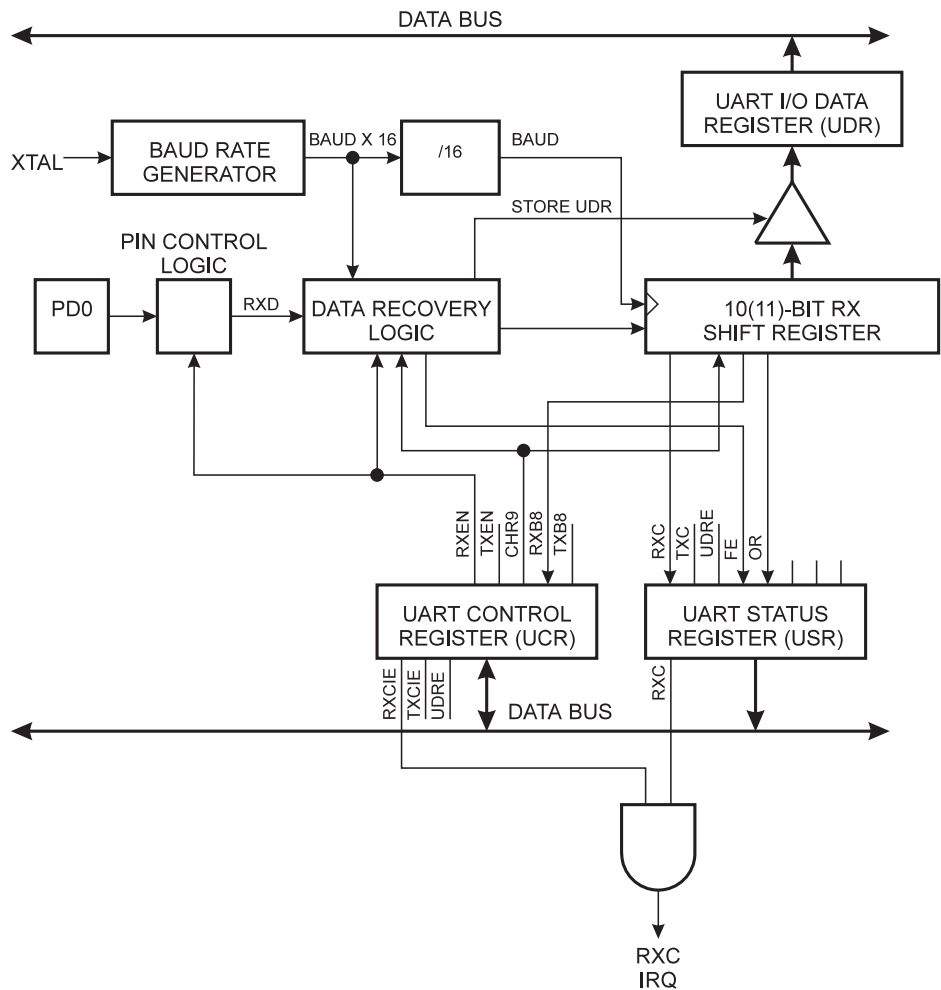 DATA BUS
UART I/O DATA
REGISTER (UDR)
XTAL
BAUD RATE
GENERATOR
BAUD X 16
/16
BAUD
STORE UDR
PIN CONTROL
LOGIC
PD0
RXD
DATA RECOVERY
LOGIC
10(11)-BIT RX
SHIFT REGISTER
RXEN
TXEN
CHR9
RXB8
TXB8
RXC
TXC
UDRE
FE
OR
UART CONTROL
REGISTER (UCR)
UART STATUS
REGISTER (USR)
RXCIE
TXCIE
UDRE
RXC
DATA BUS
RXC
IRQ